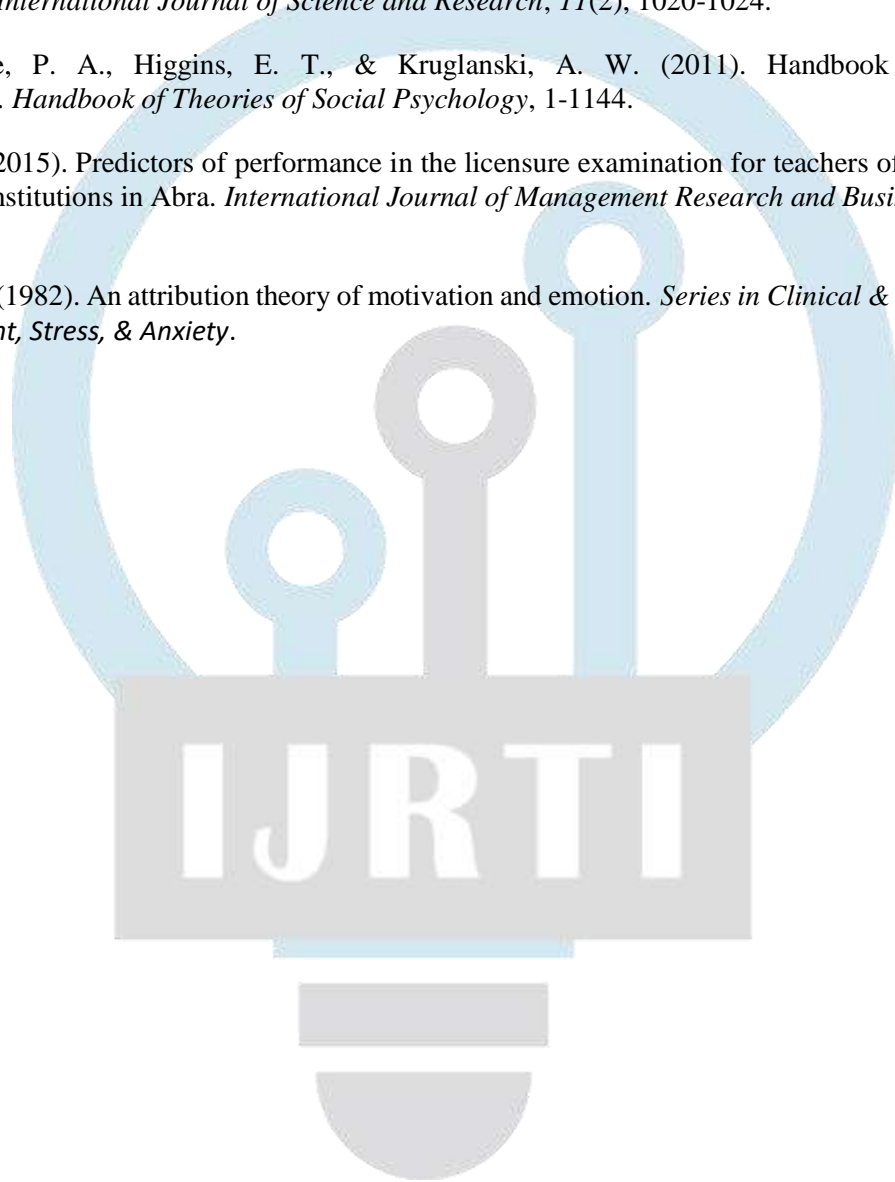 International Journal of Science and Research, 11(2), 1020-1024.
e, P. A., Higgins, E. T., & Kruglanski, A. W. (2011). Handbook
. Handbook of Theories of Social Psychology, 1-1144.
2015). Predictors of performance in the licensure examination for teachers of
nstitutions in Abra. International Journal of Management Research and Busi
(1982). An attribution theory of motivation and emotion. Series in Clinical &
nt, Stress, & Anxiety.
IJRTI